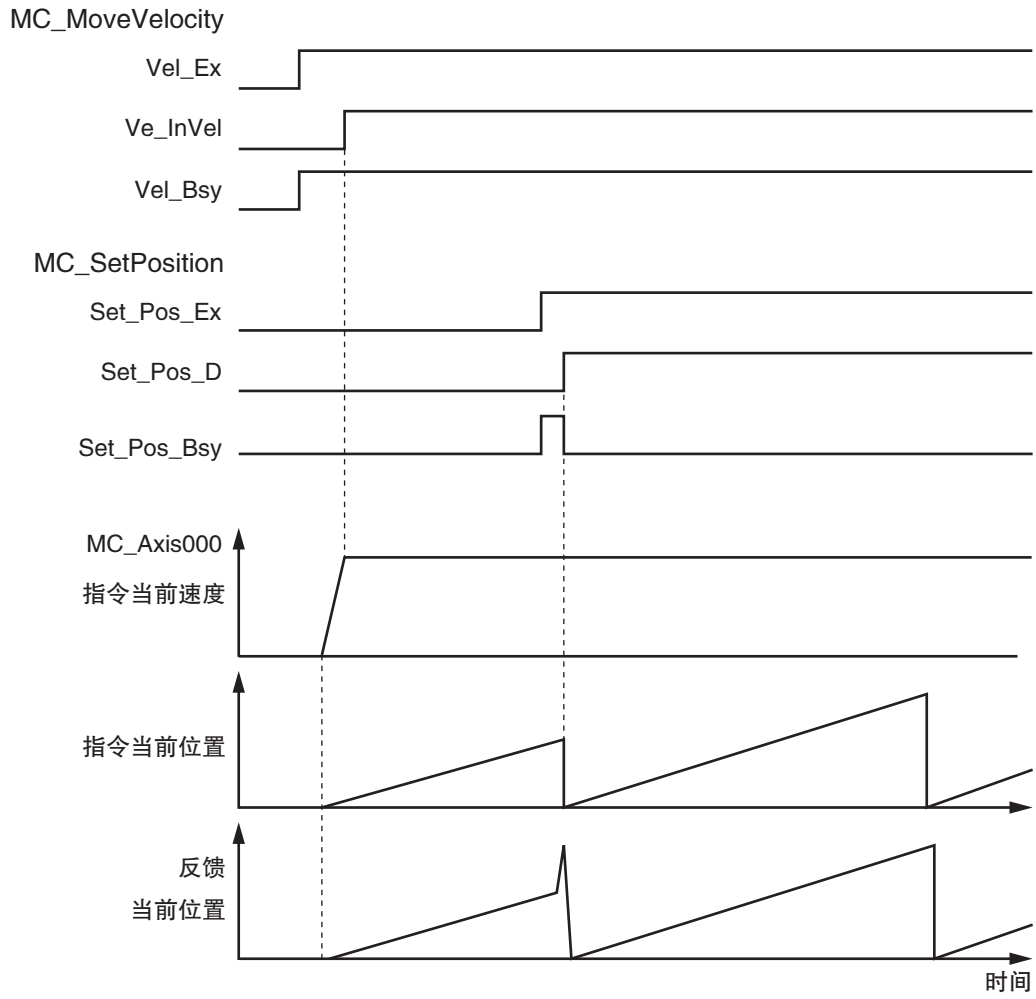 MC_MoveVelocity
Vel_Ex
Ve_InVel
Vel_Bsy
MC_SetPosition
Set_Pos_Ex
Set_Pos_D
Set_Pos_Bsy
MC_Axis000
指令当前速度
指令当前位置
反馈
当前位置
时间